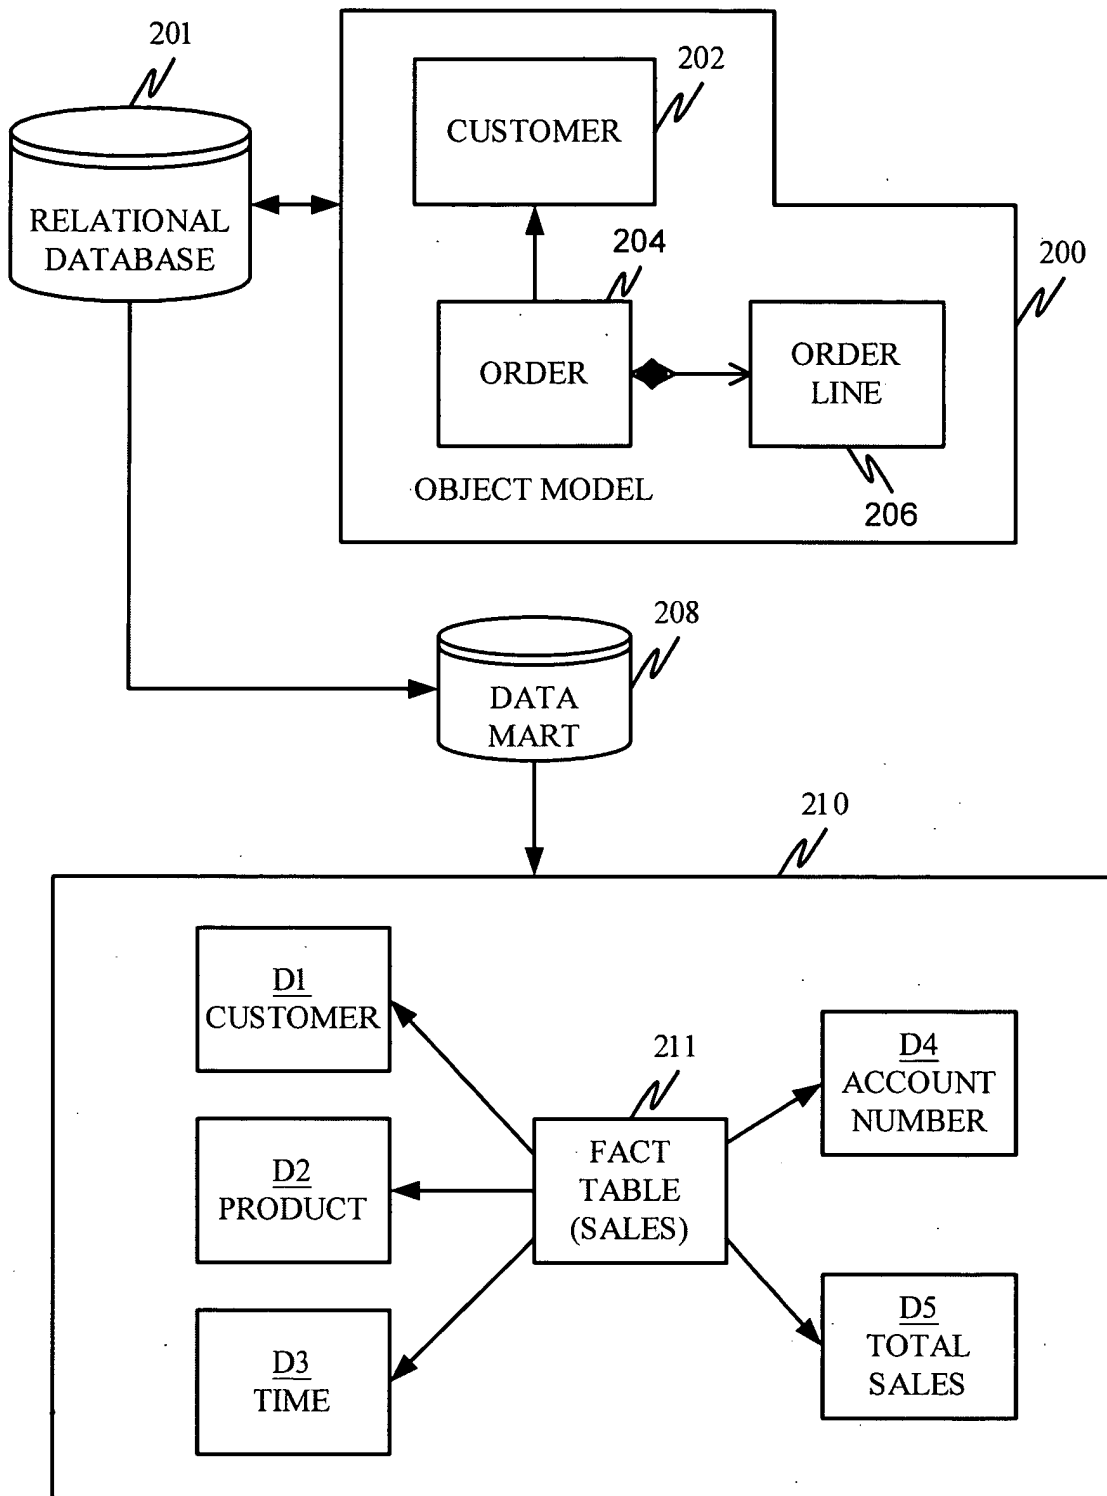 201
202
CUSTOMER
RELATIONAL
DATABASE
204
200
ORDER
ORDER
LINE
OBJECT MODEL
206
208
DATA
MART
210
D1
CUSTOMER
211
D4
ACCOUNT
NUMBER
D2
PRODUCT
FACT
TABLE
(SALES)
D3
TIME
D5
TOTAL
SALES